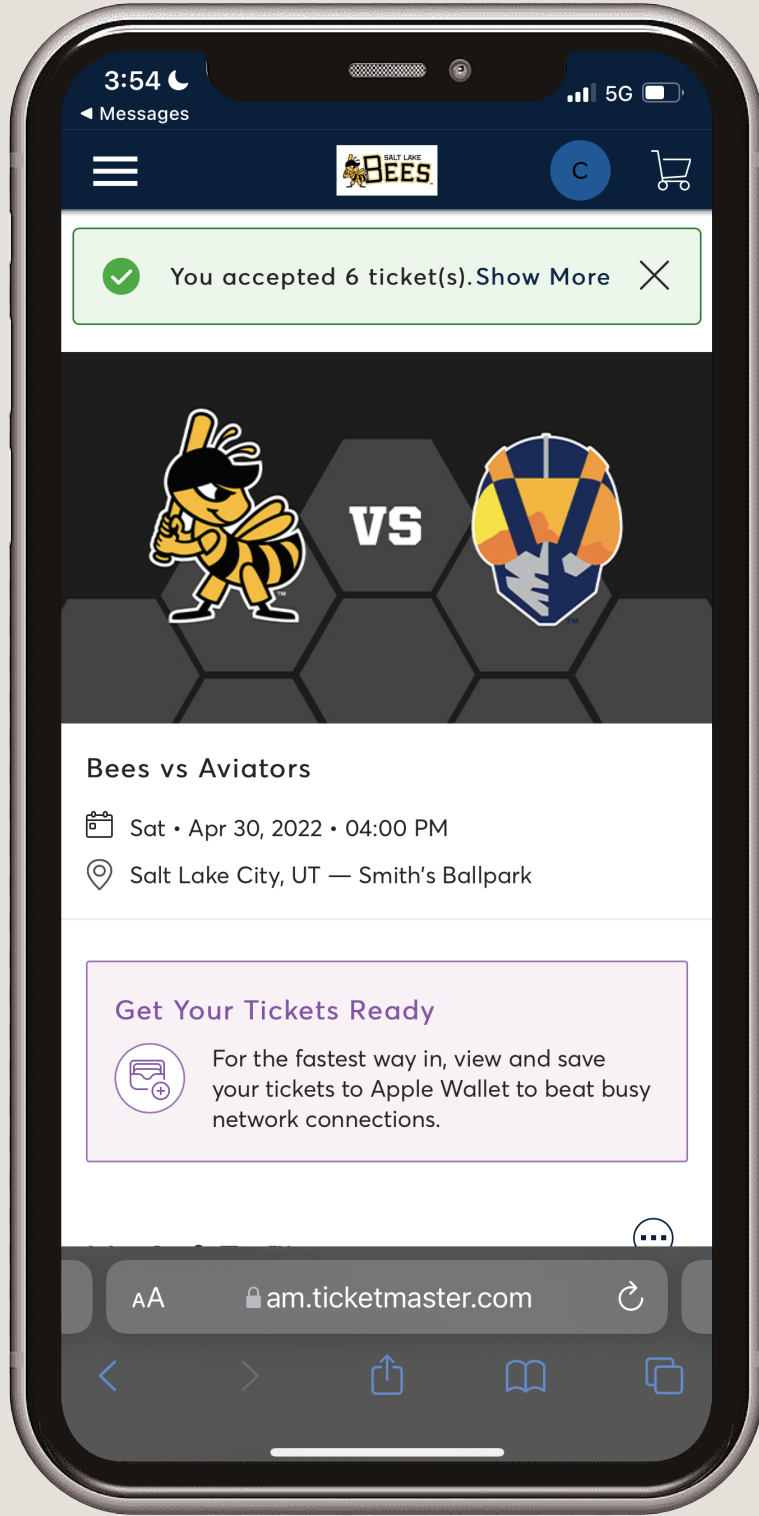 3:54
5G
◀ Messages
SALT LAKE
BEES
C
You accepted 6 ticket(s). Show More
VS
TM
TM
Bees vs Aviators
Sat • Apr 30, 2022 • 04:00 PM
Salt Lake City, UT — Smith's Ballpark
Get Your Tickets Ready
For the fastest way in, view and save
your tickets to Apple Wallet to beat busy
network connections.
AA
am.ticketmaster.com